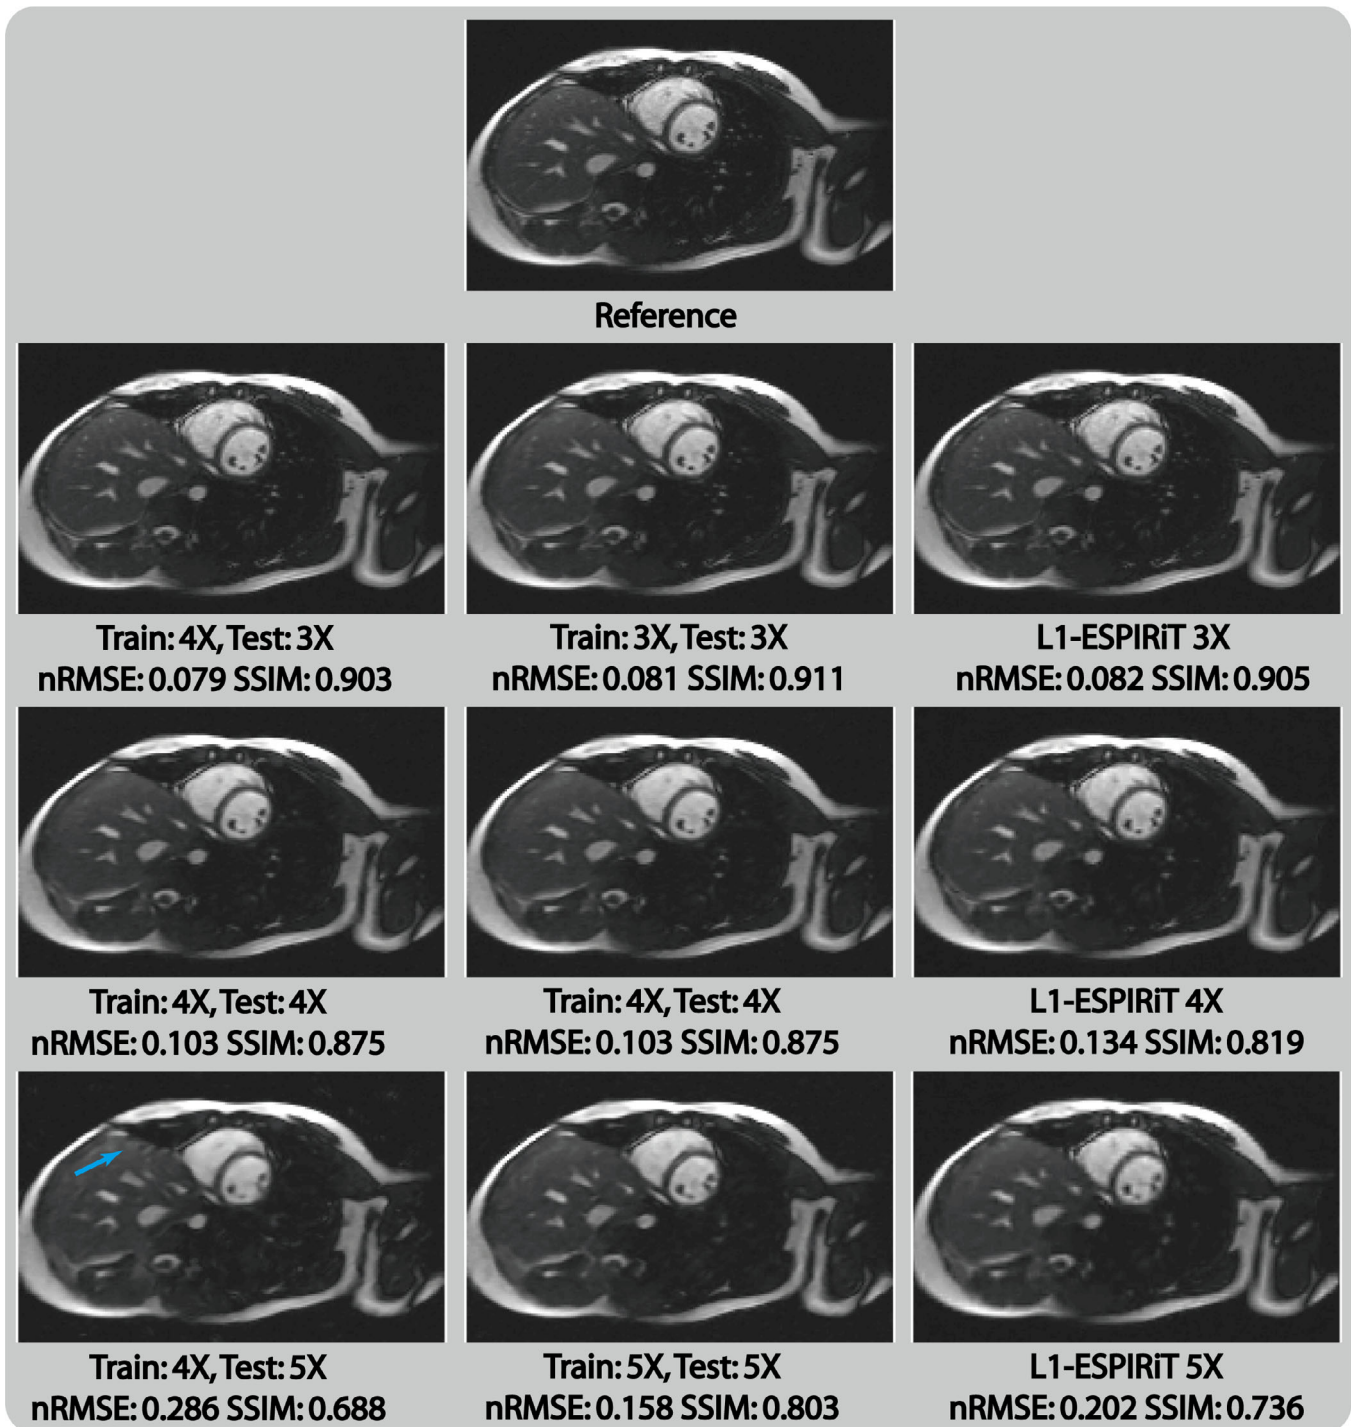 Reference
Train: 4X, Test: 3X
nRMSE: 0.079 SSIM: 0.903
Train: 3X, Test: 3X
nRMSE: 0.081 SSIM: 0.911
L1-ESPIRiT 3X
nRMSE: 0.082 SSIM: 0.905
Train: 4X, Test: 4X
nRMSE: 0.103 SSIM: 0.875
Train: 4X, Test: 4X
nRMSE: 0.103 SSIM: 0.875
L1-ESPIRiT 4X
nRMSE: 0.134 SSIM: 0.819
Train: 4X, Test: 5X
nRMSE: 0.286 SSIM: 0.688
Train: 5X, Test: 5X
nRMSE: 0.158 SSIM: 0.803
L1-ESPIRiT 5X
nRMSE: 0.202 SSIM: 0.736